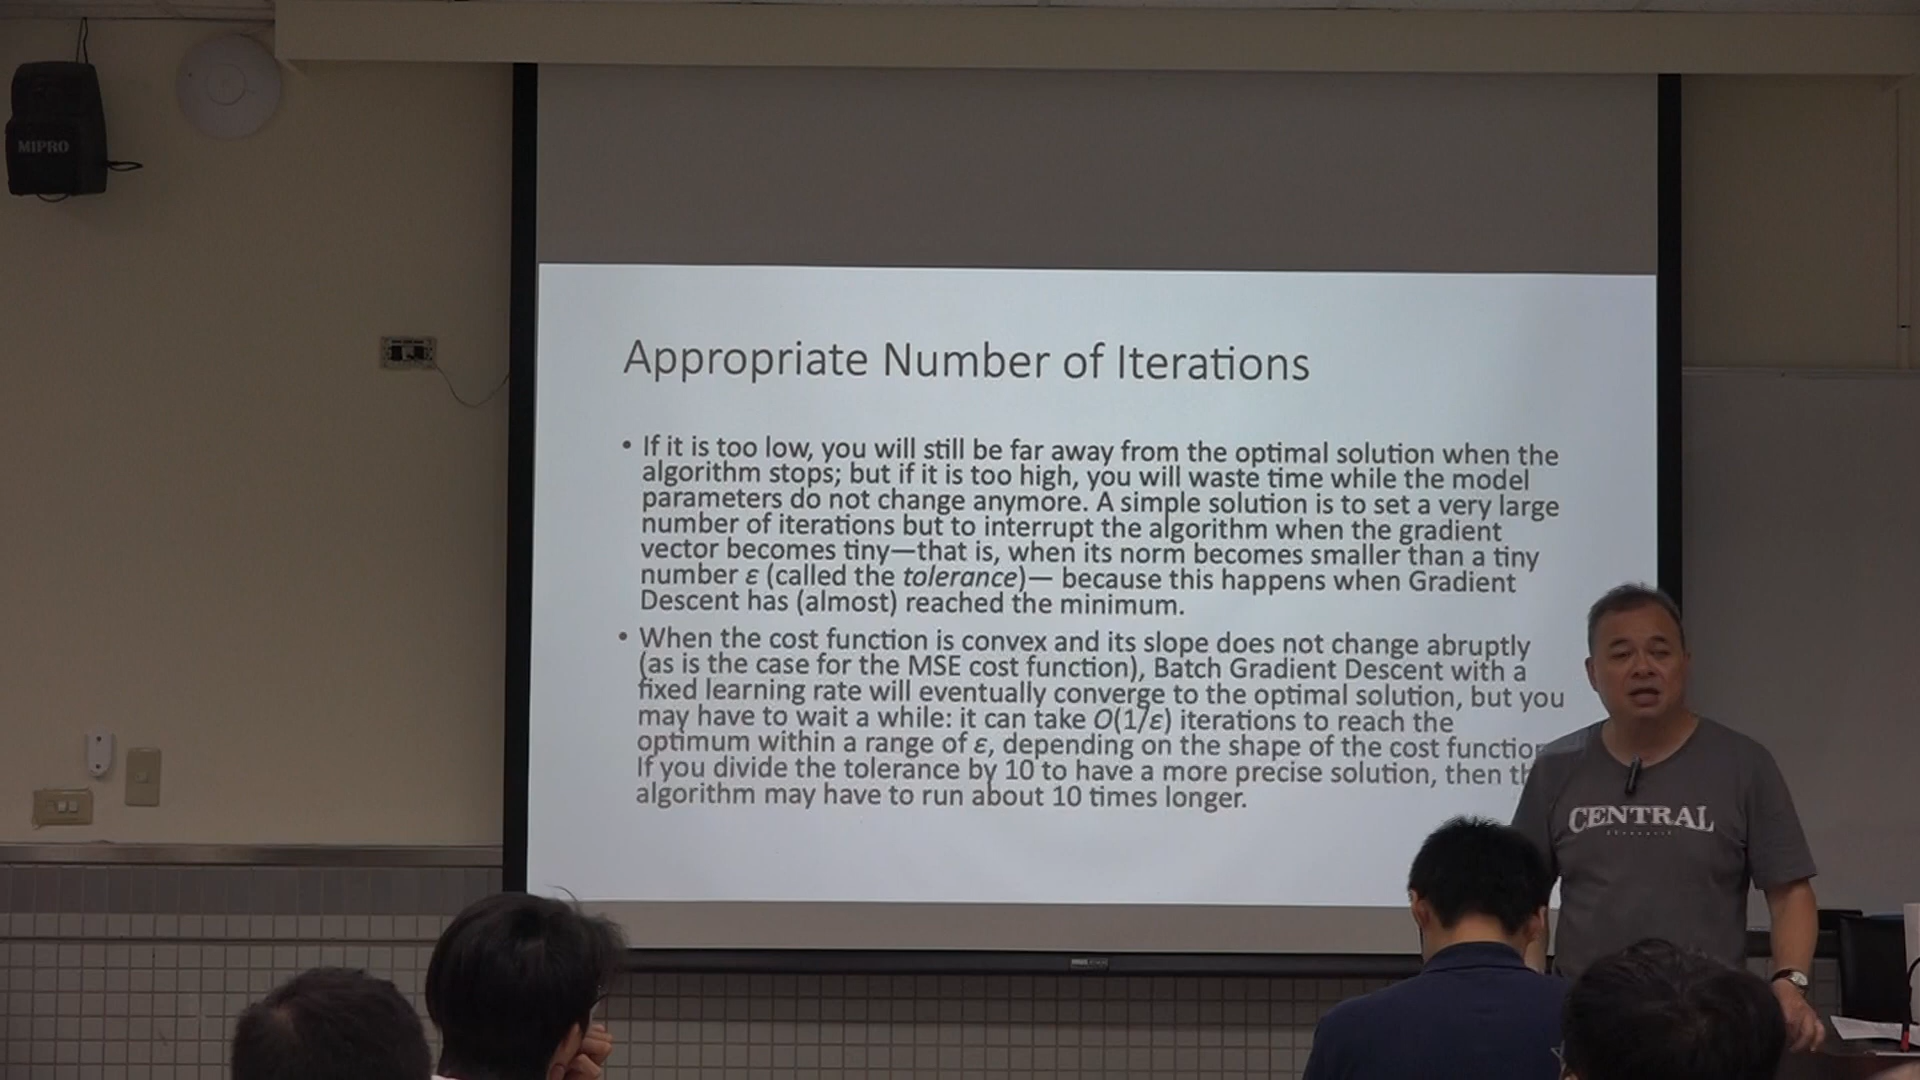 MIPRO
Appropriate Number of Iterations
• If it is too low, you will still be far away from the optimal solution when the
algorithm stops; but if it is too high, you will waste time while the model
parameters do not change anymore. A simple solution is to set a very large
number of iterations but to interrupt the algorithm when the gradient
vector becomes tiny—that is, when its norm becomes smaller than a tiny
number ε (called the tolerance)— because this happens when Gradient
Descent has (almost) reached the minimum.
• When the cost function is convex and its slope does not change abruptly
(as is the case for the MSE cost function), Batch Gradient Descent with a
fixed learning rate will eventually converge to the optimal solution, but you
may have to wait a while: it can take O(1/ε) iterations to reach the
optimum within a range of ε, depending on the shape of the cost
If you divide the tolerance by 10 to have a more precise solution, then
algorithm may have to run about 10 times longer.
CENTRAL